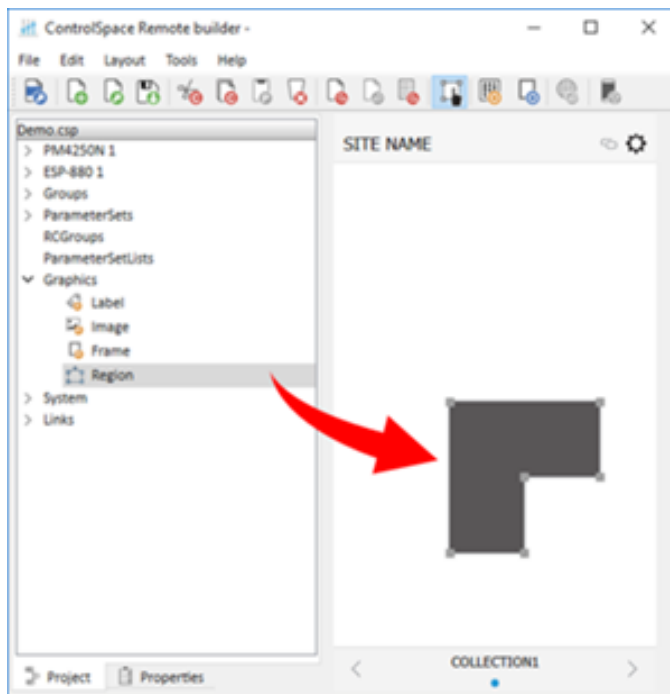 ControlSpace Remote builder -
File Edit Layout Tools Help
Demo.csp
PM4250N 1
ESP-880 1
Groups
ParameterSets
RCGroups
ParameterSetLists
Graphics
Label
Image
Frame
Region
System
Links
Project Properties
SITE NAME
COLLECTION1